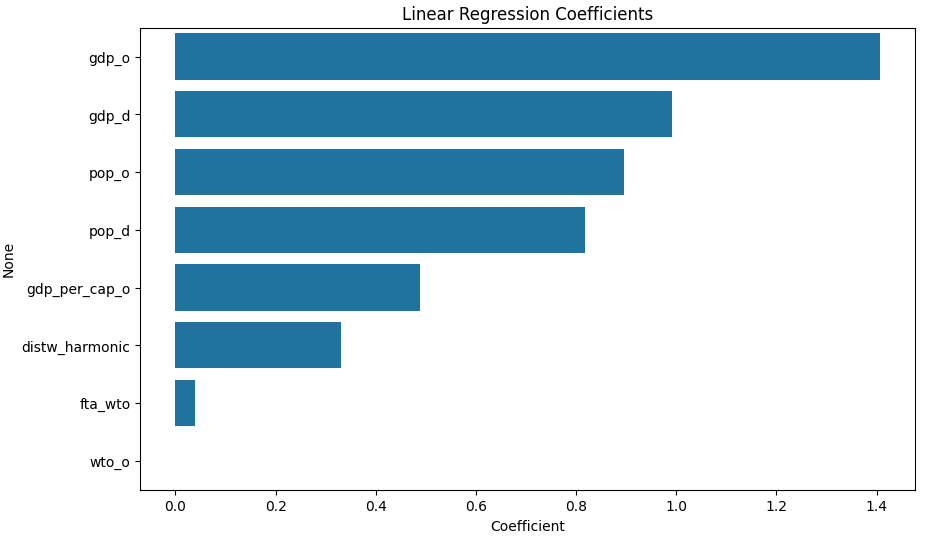 Linear Regression Coefficients
gdp_o
gdp_d
pop_o
pop_d
gdp_per_cap_o
distw_harmonic
fta_wto
wto_o
None
0.0 0.2 0.4 0.6 0.8 1.0 1.2 1.4
Coefficient